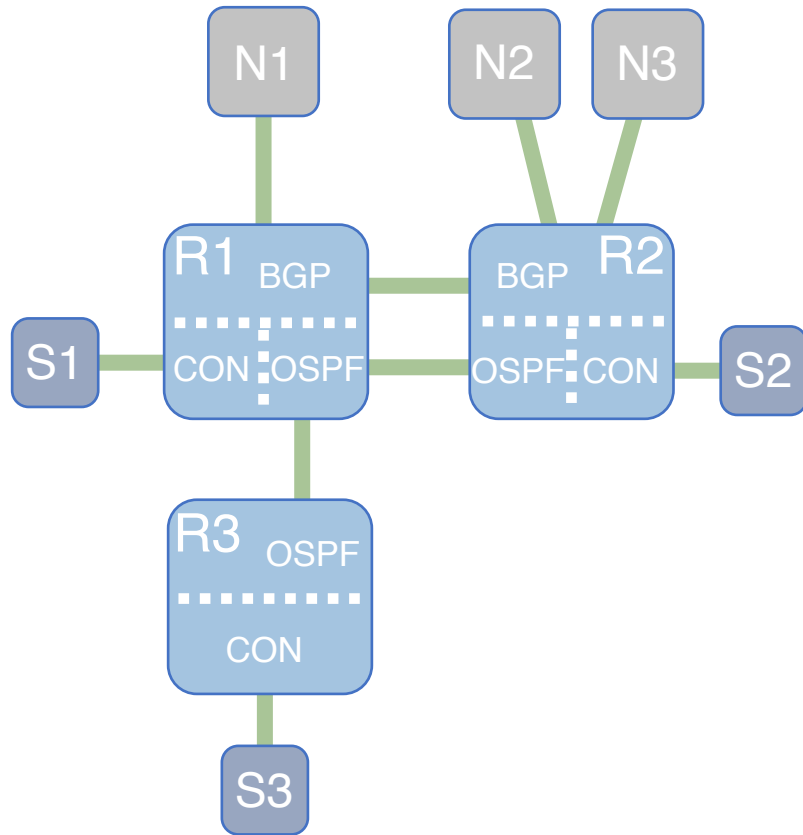 N1
N2
N3
R1
BGP
BGP
R2
S1
CON
OSPF
OSPF
CON
S2
R3
OSPF
CON
S3